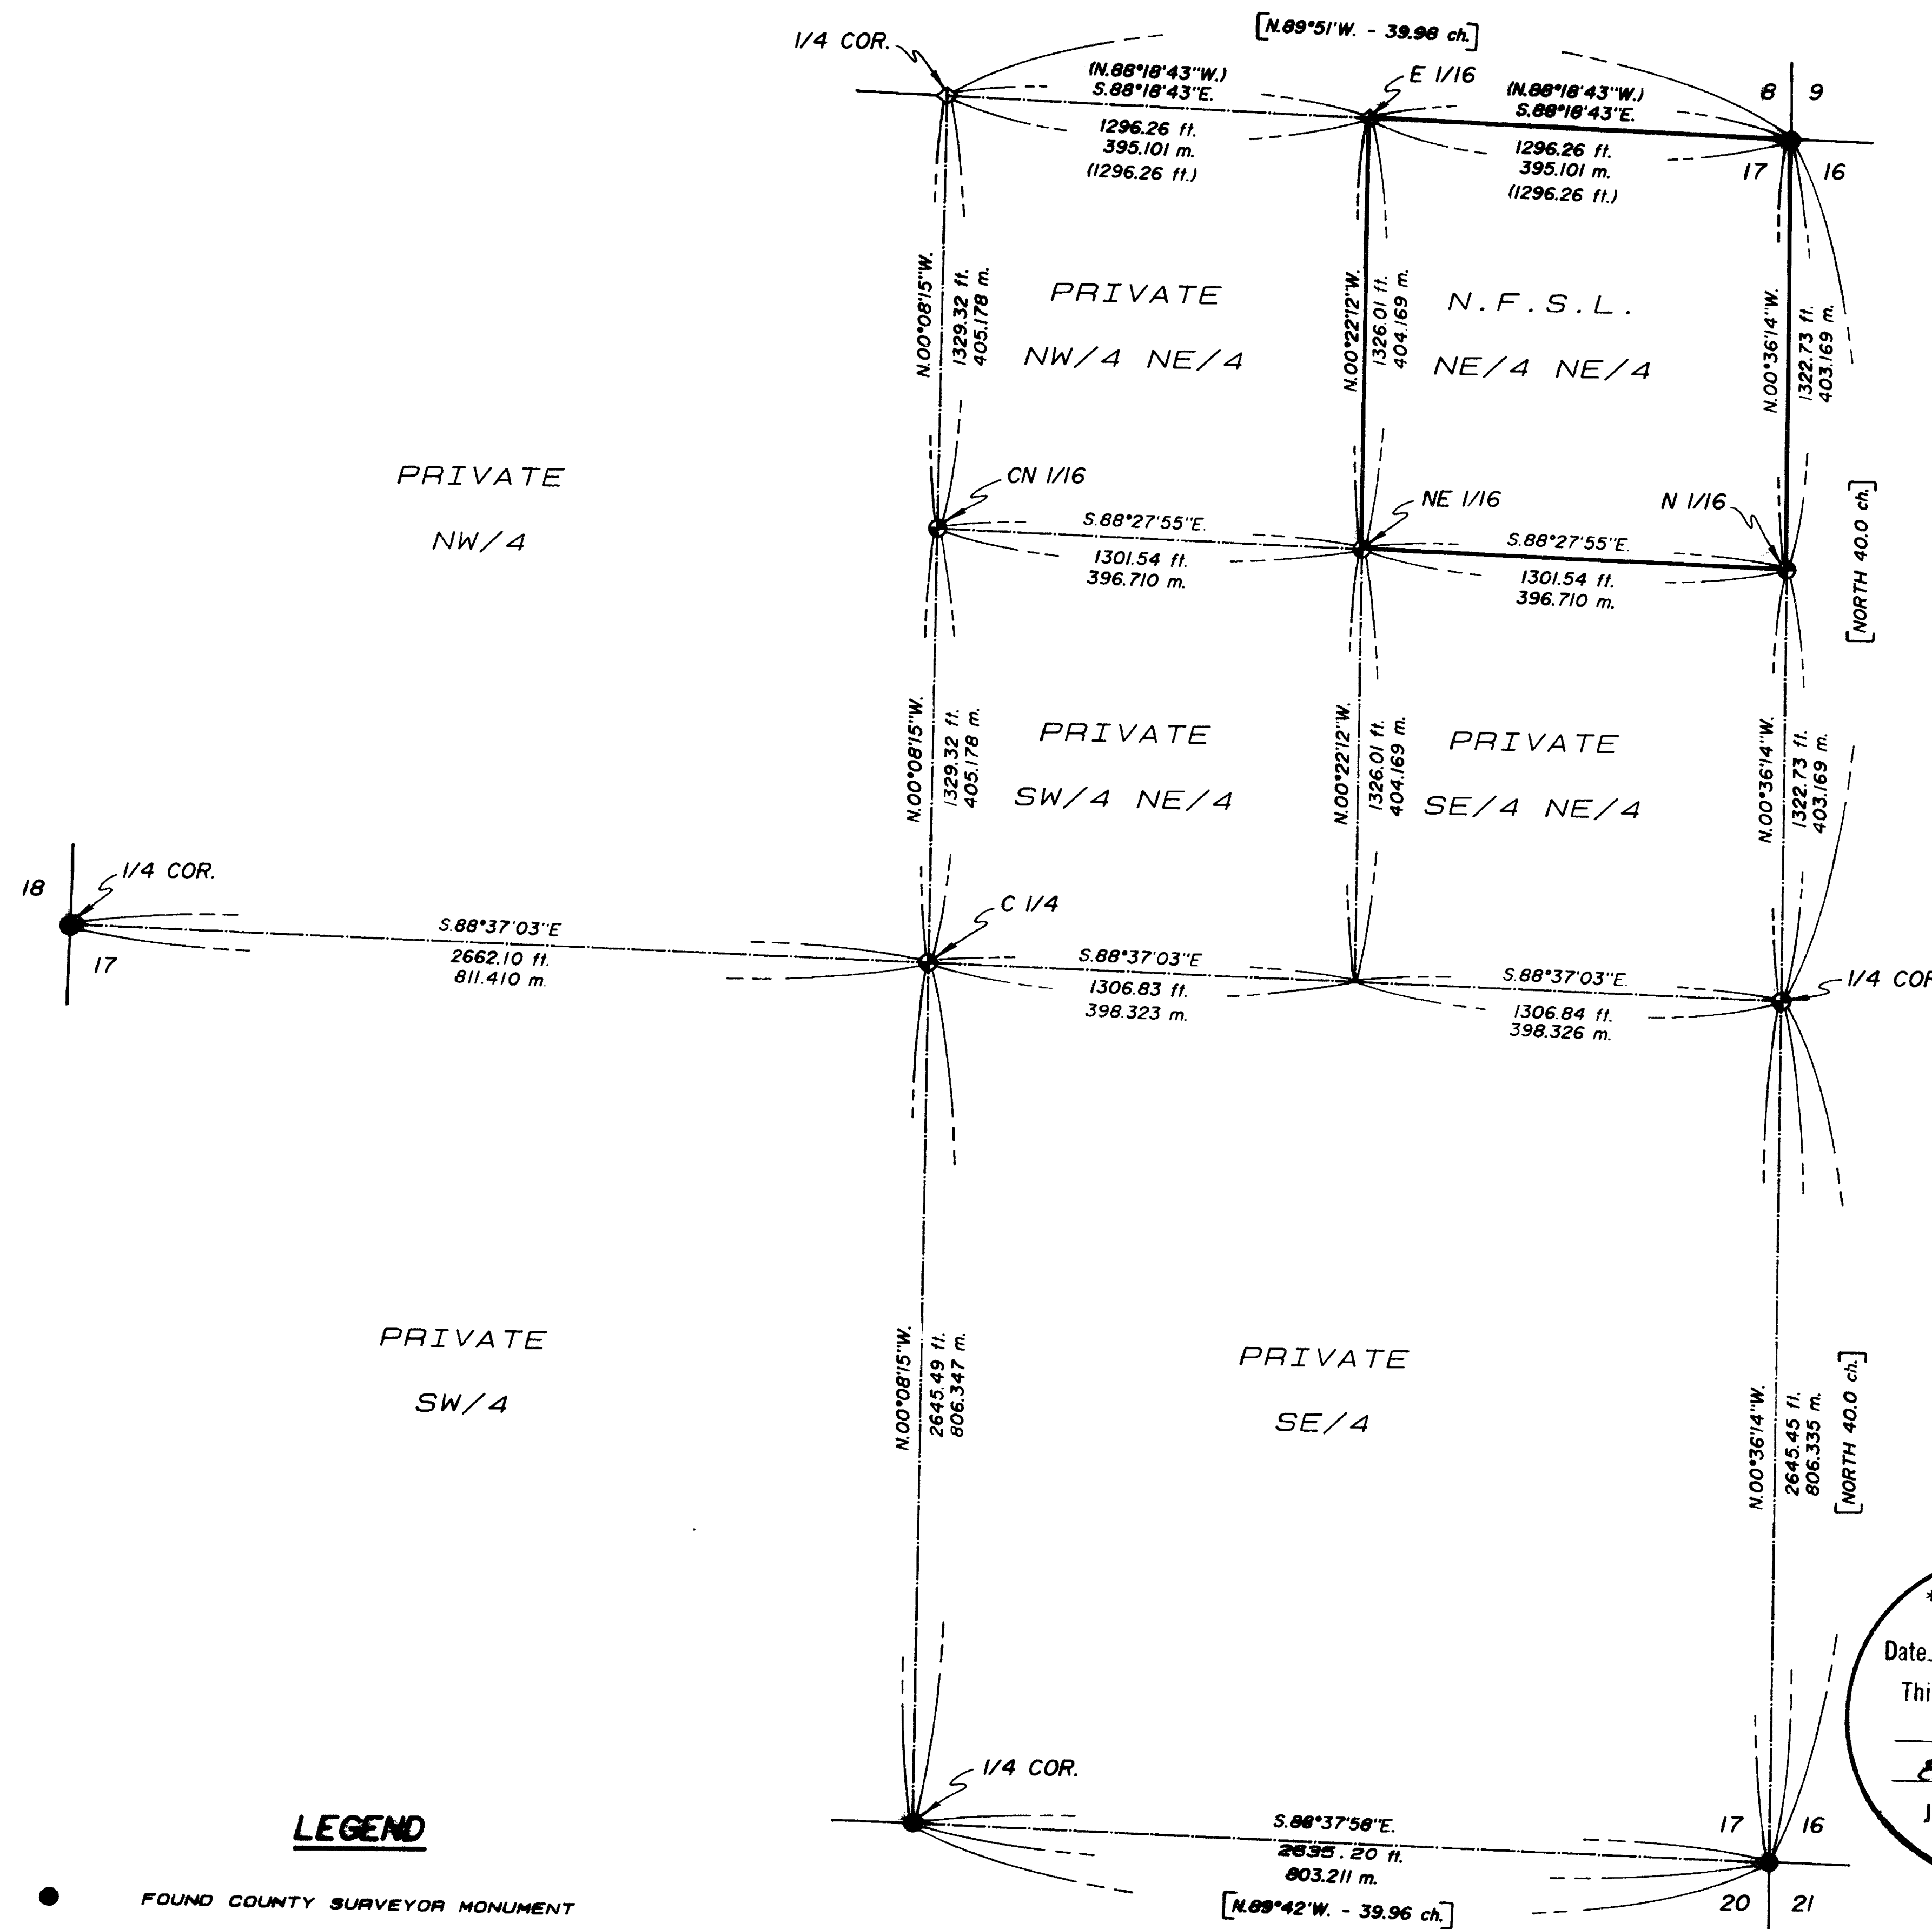 [N.89°51'W. - 39.98 ch.]
1/4 COR.
(N.88°18'43"W.)
S.88°18'43"E.
1296.26 ft.
395.101 m.
(1296.26 ft.)
E 1/16
(N.88°18'43"W.)
S.88°18'43"E.
1296.26 ft.
395.101 m.
(1296.26 ft.)
8 9
17 16
N.00°08'15"W.
1329.32 ft.
405.178 m.
PRIVATE
NW/4 NE/4
N.00°22'12"W.
1326.01 ft.
404.169 m.
N.F.S.L.
NE/4 NE/4
N.00°36'14"W.
1322.73 ft.
403.169 m.
PRIVATE
NW/4
CN 1/16
S.88°27'55"E.
1301.54 ft.
396.710 m.
NE 1/16
S.88°27'55"E.
1301.54 ft.
396.710 m.
N 1/16
[NORTH 40.0 ch.]
N.00°08'15"W.
1329.32 ft.
405.178 m.
PRIVATE
SW/4 NE/4
N.00°22'12"W.
1326.01 ft.
404.169 m.
PRIVATE
SE/4 NE/4
N.00°36'14"W.
1322.73 ft.
403.169 m.
18
1/4 COR.
17
S.88°37'03"E
2662.10 ft.
811.410 m.
C 1/4
S.88°37'03"E
1306.83 ft.
398.323 m.
S.88°37'03"E.
1306.84 ft.
398.326 m.
1/4 COR
PRIVATE
SW/4
N.00°08'15"W.
2645.49 ft.
806.347 m.
PRIVATE
SE/4
N.00°36'14"W.
2645.45 ft.
806.335 m.
[NORTH 40.0 ch.]
Date
Thi
J
1/4 COR.
S.88°37'58"E.
2635.20 ft.
803.211 m.
[N.89°42'W. - 39.96 ch.]
17 16
20 21
LEGEND
FOUND COUNTY SURVEYOR MONUMENT